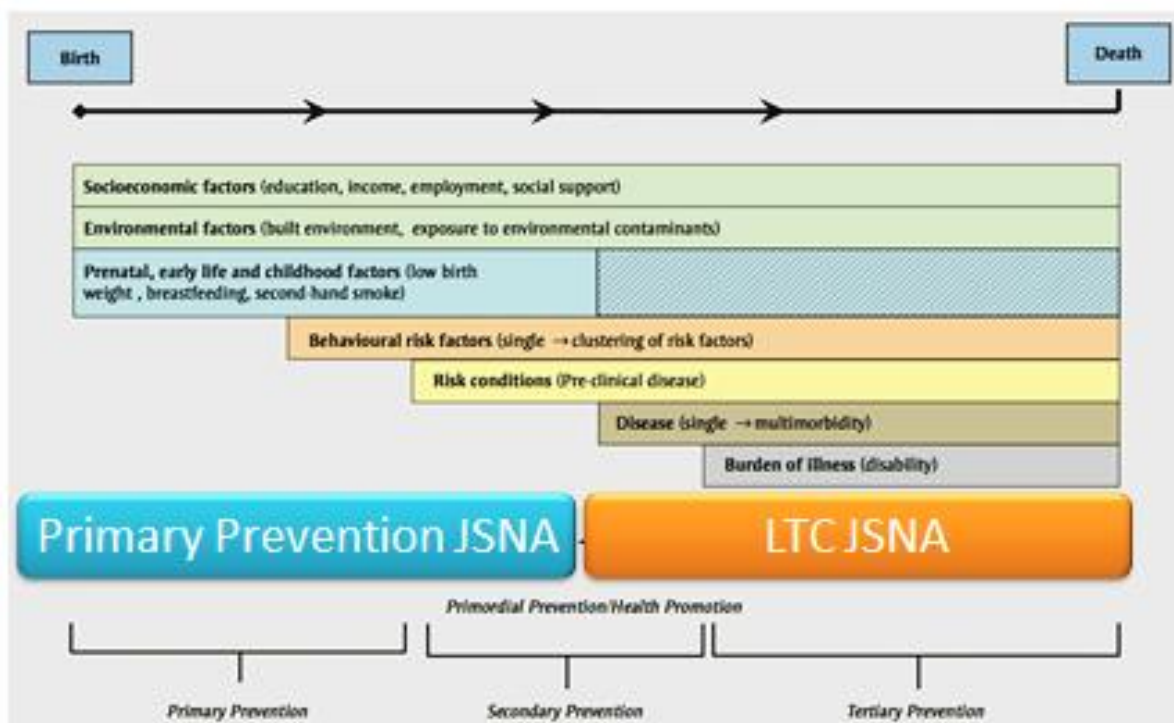 Birth
Death
Socioeconomic factors (education, income, employment, social support)
Environmental factors (built environment, exposure to environmental contaminants)
Prenatal, early life and childhood factors (low birth
weight , breastfeeding, second-hand smoke)
Behavioural risk factors (single → clustering of risk factors)
Risk conditions (Pre-clinical disease)
Disease (single → multimorbidity)
Burden of illness (disability)
Primary Prevention JSNA
LTC JSNA
Primordial Prevention/Health Promotion
Primary Prevention
Secondary Prevention
Tertiary Prevention